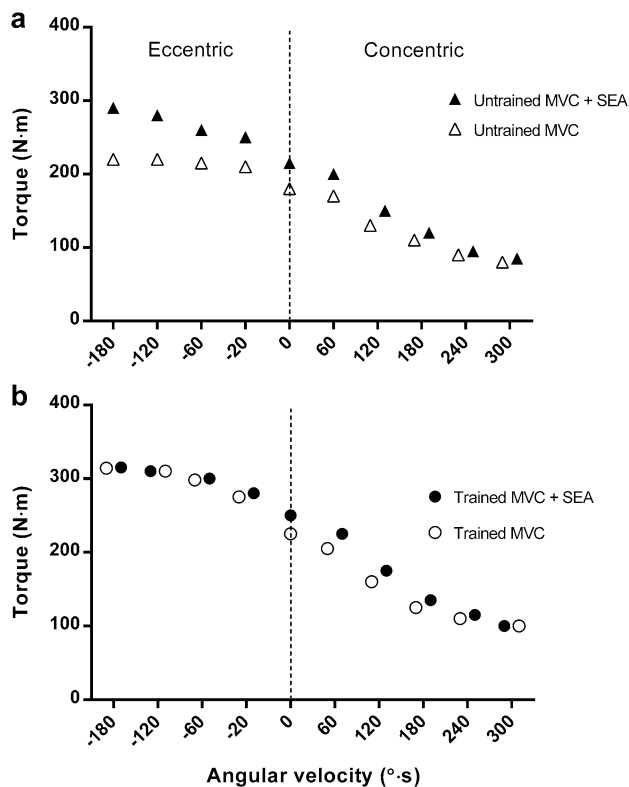 a
400
Eccentric
Concentric
300
Untrained MVC + SEA
Untrained MVC
200
100
0
Torque (N·m)
-180 -120 -60 -20 0 60 120 180 240 300
b
400
300
Trained MVC + SEA
Trained MVC
200
100
0
Torque (N·m)
-180 -120 -60 -20 0 60 120 180 240 300
Angular velocity (°·s)